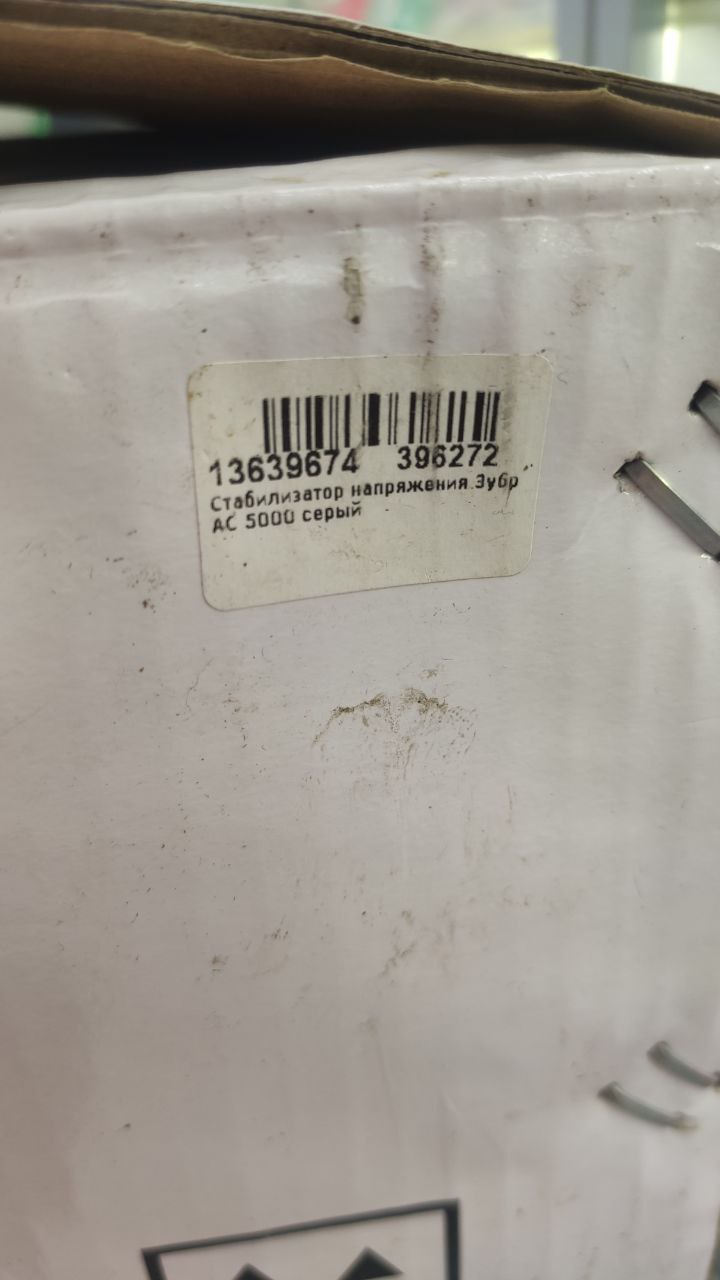 13639674 396272
Стабилизатор напряжения Зубр
АС 5000 серый